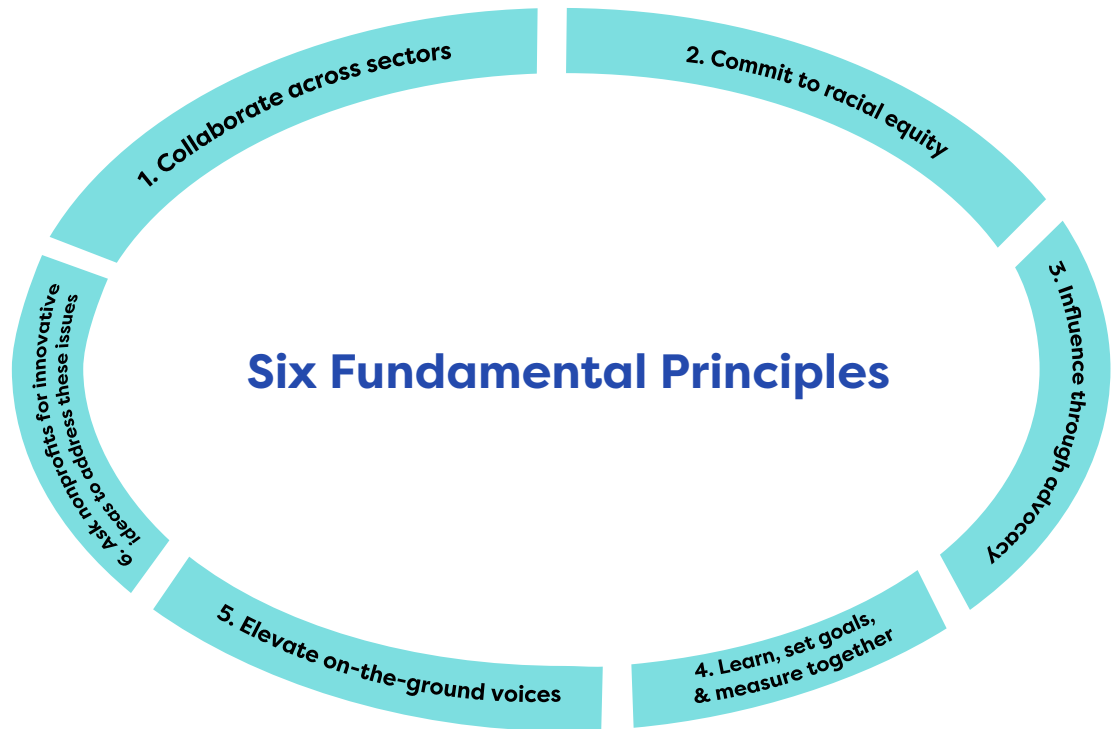 1. Collaborate across sectors
2. Commit to racial equity
3. Influence through advocacy
4. Learn, set goals,
& measure together
5. Elevate on-the-ground voices
6. Ask nonprofits for innovative
ideas to address these issues
Six Fundamental Principles